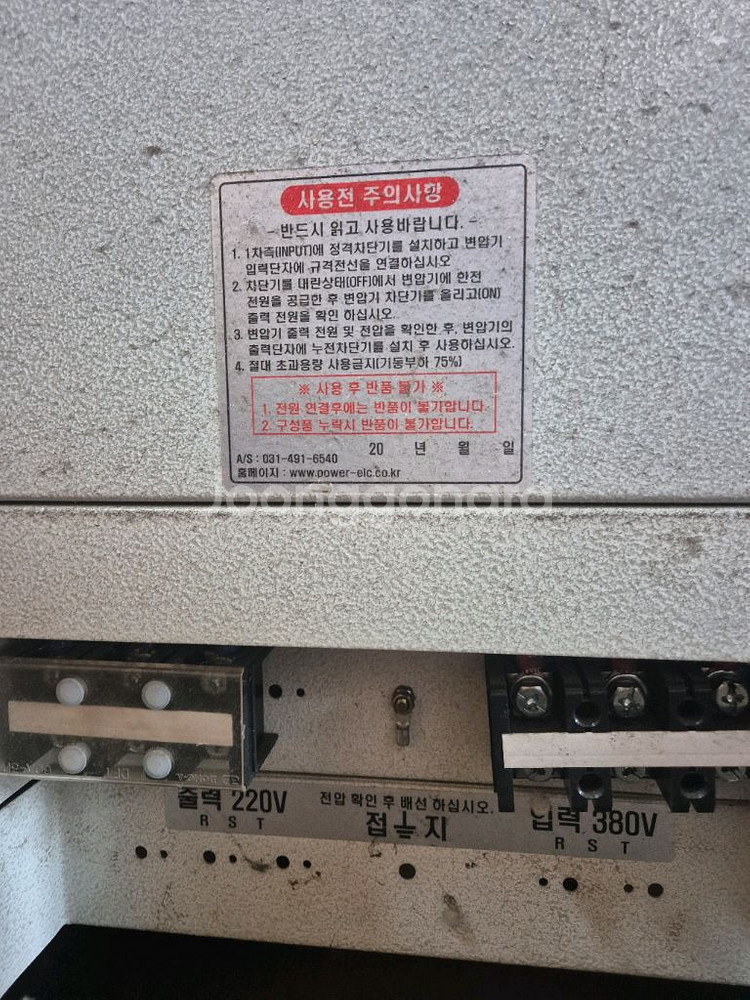 사용전 주의사항
- 반드시 읽고 사용바랍니다. -
1. 1차측(INPUT)에 정격차단기를 설치하고 변압기
입력단자에 규격전선을 연결하십시오
2. 차단기를 내린상태(OFF)에서 변압기에 한전
전원을 공급한 후 변압기 차단기를 올리고(ON)
출력 전원을 확인 하십시오.
3. 변압기 출력 전원 및 전압을 확인한 후, 변압기의
출력단자에 누전차단기를 설치 후 사용하십시오.
4. 절대 초과용량 사용금지(기동부하 75%)
※ 사용 후 반품 불가 ※
1. 전원 연결후에는 반품이 불가합니다.
2. 구성품 누락시 반품이 불가합니다.
20 년 월 일
A/S : 031-491-6540
홈페이지 : www.power-elc.co.kr
Joonggonara
출력 220V
R S T
전압 확인 후 배선 하십시오.
접 지
입력 380V
R S T